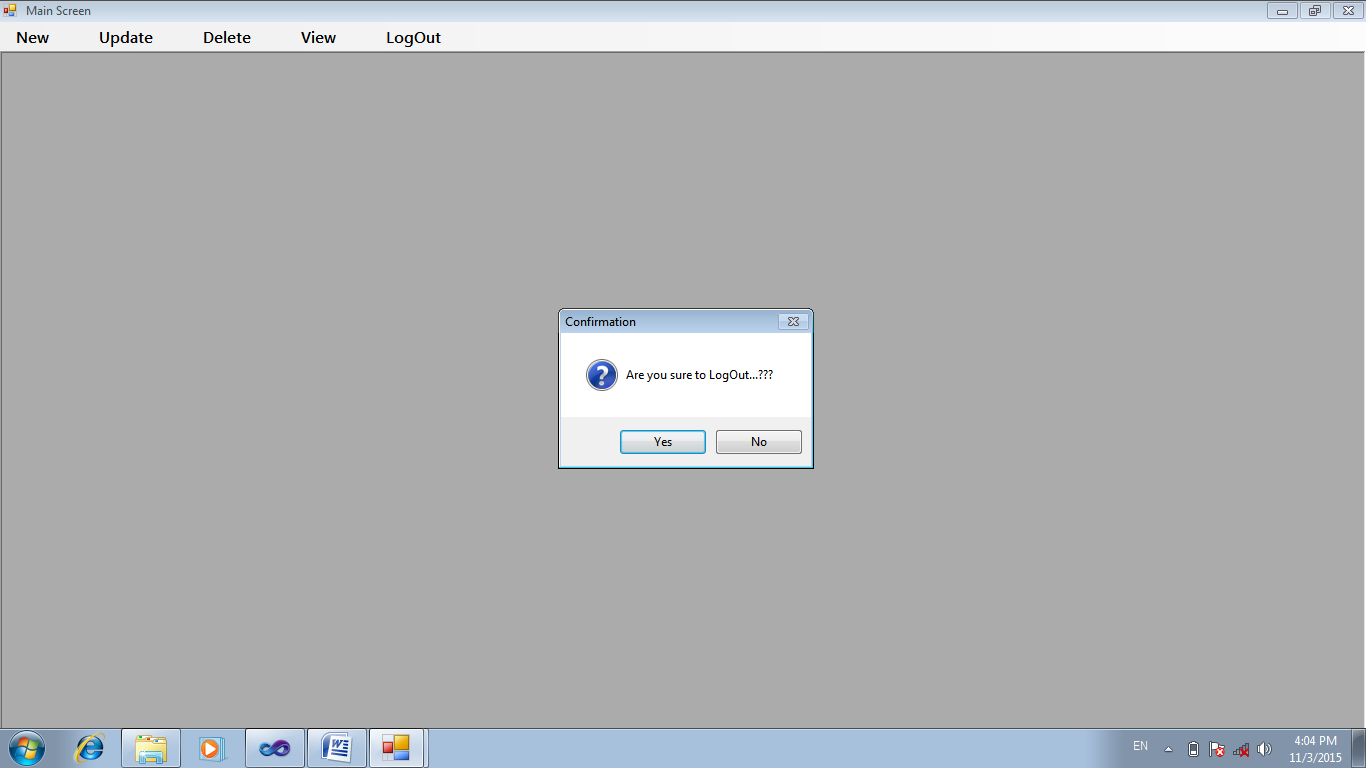 Main Screen
New Update Delete View LogOut
Confirmation
Are you sure to LogOut...???
Yes No
EN
4:04 PM
11/3/2015